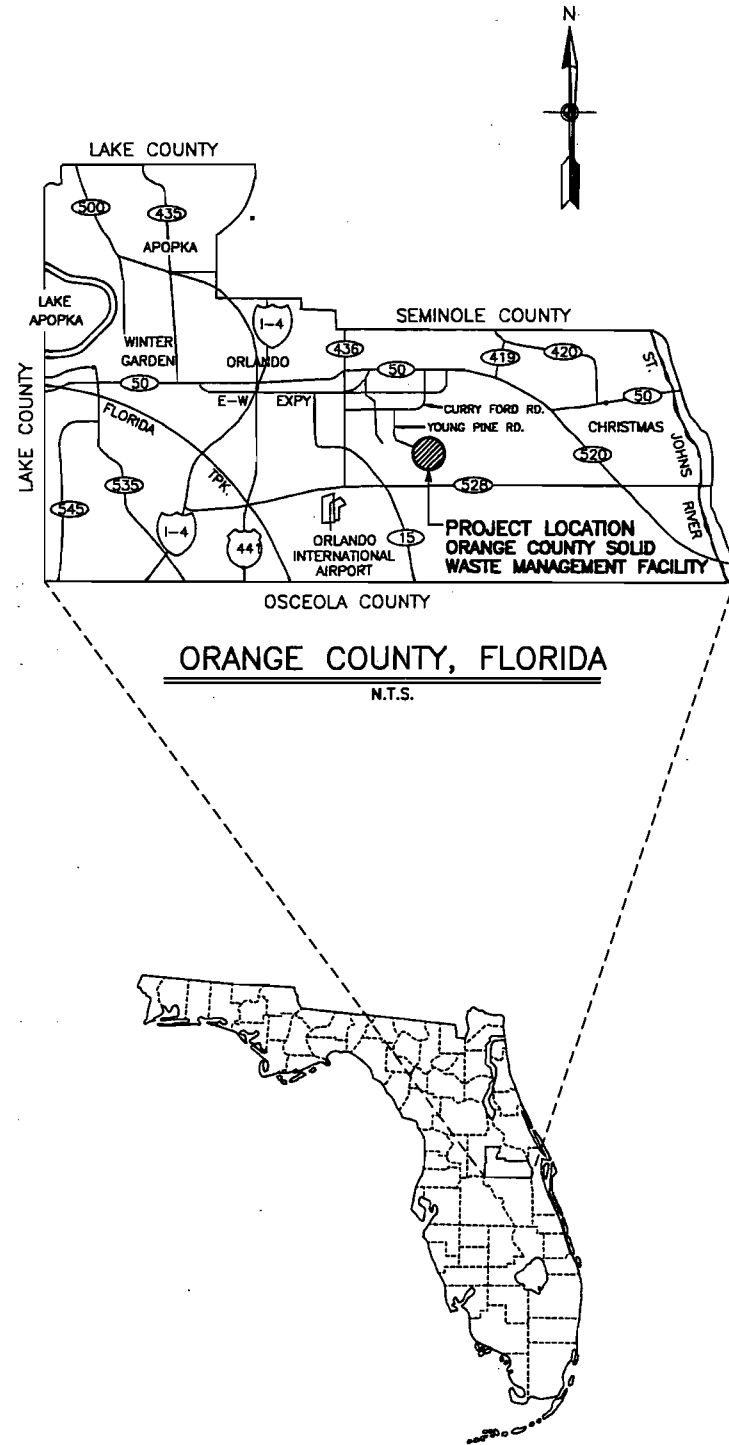 N
LAKE COUNTY
500
435
APOPKA
LAKE
APOPKA
SEMINOLE COUNTY
I-4
WINTER
GARDEN
ORLANDO
436
419
420
ST.
JOHNS
RIVER
50
50
50
E-W EXPY
CURRY FORD RD.
YOUNG PINE RD.
CHRISTMAS
LAKE COUNTY
FLORIDA
TPK.
520
528
535
545
I-4
441
ORLANDO
INTERNATIONAL
AIRPORT
15
PROJECT LOCATION
ORANGE COUNTY SOLID
WASTE MANAGEMENT FACILITY
OSCEOLA COUNTY
ORANGE COUNTY, FLORIDA
N.T.S.